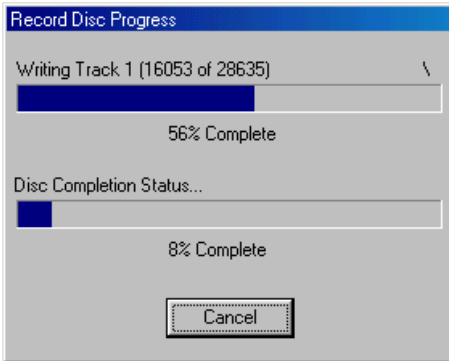 Record Disc Progress
Writing Track 1 (16053 of 28635) \
56% Complete
Disc Completion Status...
8% Complete
Cancel